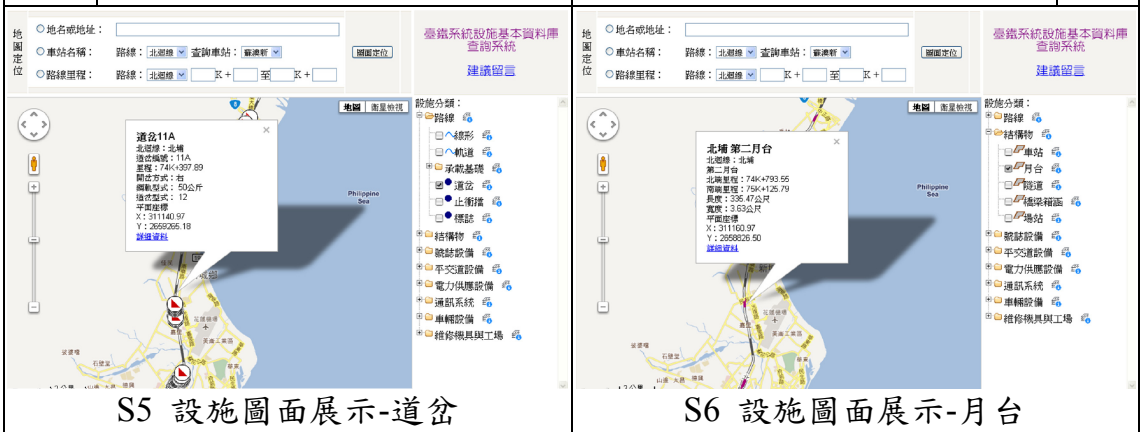 地圖定位
地名或地址：
車站名稱： 路線： 北迴線 查詢車站： 蘇澳新 圖面定位
路線里程： 路線： 北迴線 K + 至 K +
臺鐵系統設施基本資料庫
查詢系統
建議留言
地圖 衛星檢視
道岔11A
北迴線：北埔
道岔編號：11A
里程：74K+397.89
開岔方式：右
鋼軌型式： 50公斤
道岔型式： 12
平面座標
X：311140.97
Y：2659265.18
詳細資料
Philippine
Sea
設施分類：
路線
線形
軌道
承載基礎
道岔
止衝擋
標誌
結構物
號誌設備
平交道設備
電力供應設備
通訊系統
車輛設備
維修機具與工場
S5 設施圖面展示-道岔
地圖定位
地名或地址：
車站名稱： 路線： 北迴線 查詢車站： 蘇澳新 圖面定位
路線里程： 路線： 北迴線 K + 至 K +
臺鐵系統設施基本資料庫
查詢系統
建議留言
地圖 衛星檢視
北埔 第二月台
北迴線：北埔
第二月台
北端里程：74K+793.55
南端里程：75K+125.79
長度：335.47公尺
寬度：3.63公尺
平面座標
X：311160.97
Y：2658826.50
詳細資料
Philippine
Sea
設施分類：
路線
結構物
車站
月台
隧道
橋梁箱涵
場站
號誌設備
平交道設備
電力供應設備
通訊系統
車輛設備
維修機具與工場
S6 設施圖面展示-月台